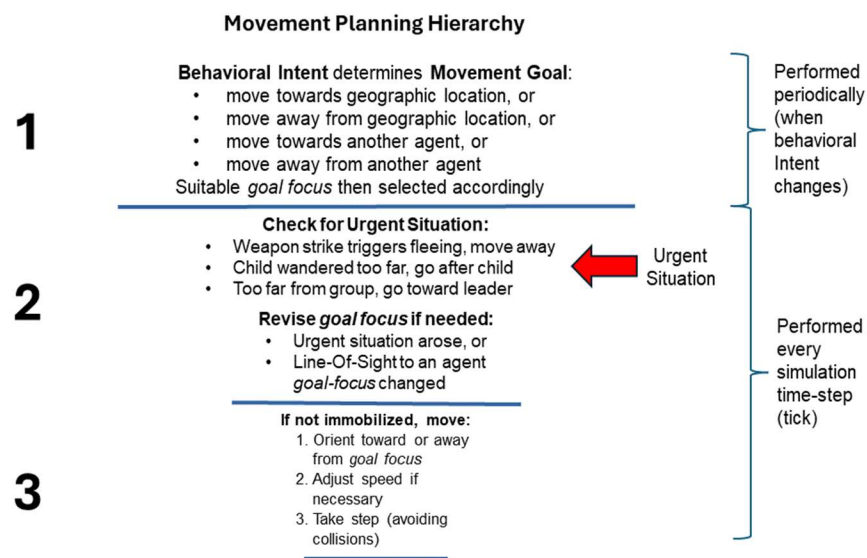 Movement Planning Hierarchy
1
Behavioral Intent determines Movement Goal:
• move towards geographic location, or
• move away from geographic location, or
• move towards another agent, or
• move away from another agent
Suitable goal focus then selected accordingly
Performed
periodically
(when
behavioral
Intent
changes)
2
Check for Urgent Situation:
• Weapon strike triggers fleeing, move away
• Child wandered too far, go after child
• Too far from group, go toward leader
Urgent
Situation
Revise goal focus if needed:
• Urgent situation arose, or
• Line-Of-Sight to an agent
goal-focus changed
Performed
every
simulation
time-step
(tick)
3
If not immobilized, move:
1. Orient toward or away
from goal focus
2. Adjust speed if
necessary
3. Take step (avoiding
collisions)